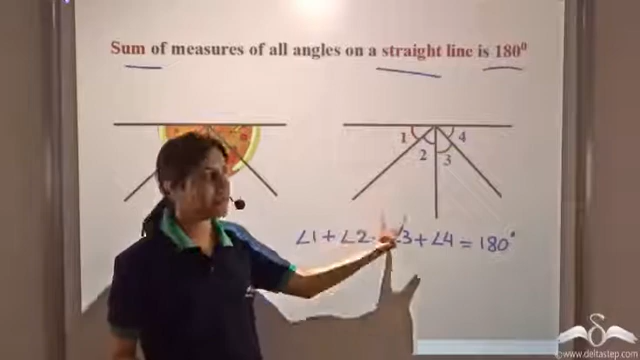 Sum of measures of all angles on a straight line is 180⁰
1 4
2 3
∠1 + ∠2 3 + ∠4 = 180°
www.deltastep.com